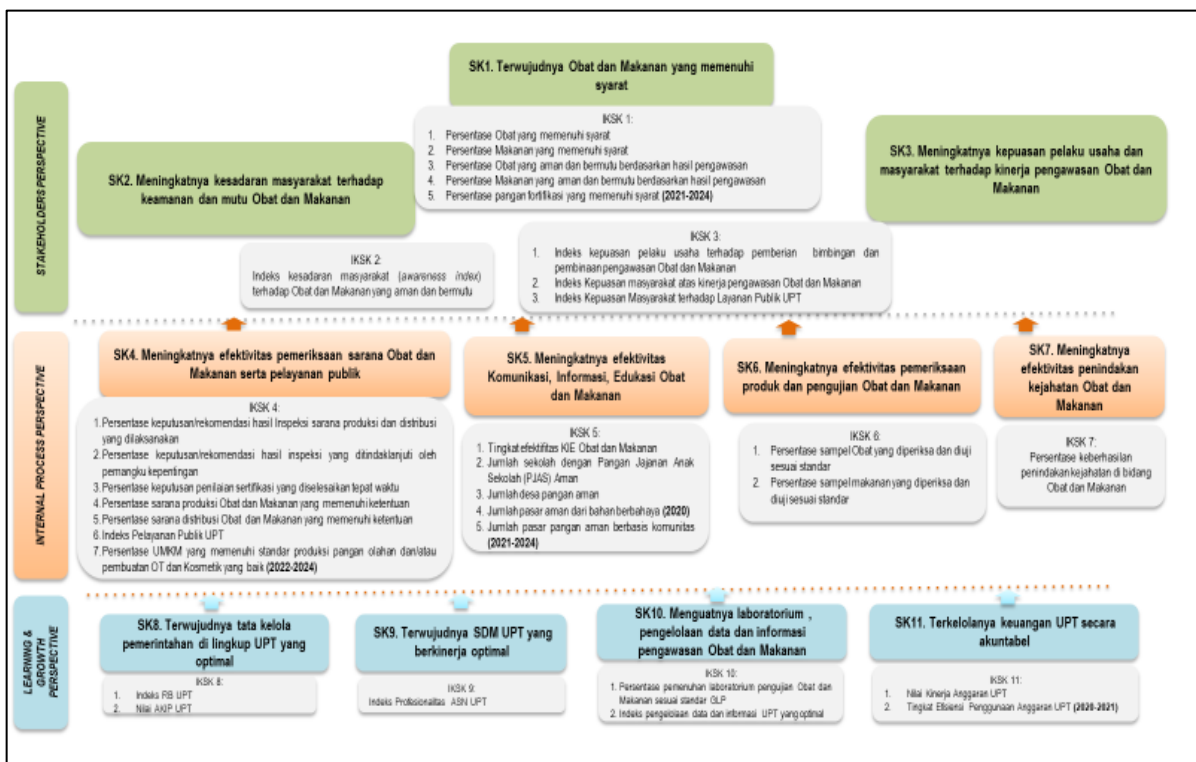 STAKEHOLDERS PERSPECTIVE
SK1. Terwujudnya Obat dan Makanan yang memenuhi
syarat
IKSK 1:
1. Persentase Obat yang memenuhi syarat
2. Persentase Makanan yang memenuhi syarat
3. Persentase Obat yang aman dan bermutu berdasarkan hasil pengawasan
4. Persentase Makanan yang aman dan bermutu berdasarkan hasil pengawasan
5. Persentase pangan fortifikasi yang memenuhi syarat (2021-2024)
SK2. Meningkatnya kesadaran masyarakat terhadap
keamanan dan mutu Obat dan Makanan
IKSK 2:
Indeks kesadaran masyarakat (awareness index)
terhadap Obat dan Makanan yang aman dan bermutu
SK3. Meningkatnya kepuasan pelaku usaha dan
masyarakat terhadap kinerja pengawasan Obat dan
Makanan
IKSK 3:
1. Indeks kepuasan pelaku usaha terhadap pemberian bimbingan dan
pembinaan pengawasan Obat dan Makanan
2. Indeks Kepuasan masyarakat atas kinerja pengawasan Obat dan Makanan
3. Indeks Kepuasan Masyarakat terhadap Layanan Publik UPT
INTERNAL PROCESS PERSPECTIVE
SK4. Meningkatnya efektivitas pemeriksaan sarana Obat dan
Makanan serta pelayanan publik
IKSK 4:
1.Persentase keputusan/rekomendasi hasil Inspeksi sarana produksi dan distribusi
yang dilaksanakan
2.Persentase keputusan/rekomendasi hasil inspeksi yang ditindaklanjuti oleh
pemangku kepentingan
3.Persentase keputusan penilaian sertifikasi yang diselesaikan tepat waktu
4.Persentase sarana produksi Obat dan Makanan yang memenuhi ketentuan
5.Persentase sarana distribusi Obat dan Makanan yang memenuhi ketentuan
6.Indeks Pelayanan Publik UPT
7.Persentase UMKM yang memenuhi standar produksi pangan olahan dan/atau
pembuatan OT dan Kosmetik yang baik (2022-2024)
SK5. Meningkatnya efektivitas
Komunikasi, Informasi, Edukasi Obat
dan Makanan
IKSK 5:
1. Tingkat efektifitas KIE Obat dan Makanan
2. Jumlah sekolah dengan Pangan Jajanan Anak
Sekolah (PJAS) Aman
3. Jumlah desa pangan aman
4. Jumlah pasar aman dari bahan berbahaya (2020)
5. Jumlah pasar pangan aman berbasis komunitas
(2021-2024)
SK6. Meningkatnya efektivitas pemeriksaan
produk dan pengujian Obat dan Makanan
IKSK 6:
1. Persentase sampel Obat yang diperiksa dan diuji
sesuai standar
2. Persentase sampel makanan yang diperiksa dan
diuji sesuai standar
SK7. Meningkatnya
efektivitas penindakan
kejahatan Obat dan
Makanan
IKSK 7:
Persentase keberhasilan
penindakan kejahatan di bidang
Obat dan Makanan
LEARNING &
GROWTH
PERSPECTIVE
SK8. Terwujudnya tata kelola
pemerintahan di lingkup UPT yang
optimal
IKSK 8:
1. Indeks RB UPT
2. Nilai AKIP UPT
SK9. Terwujudnya SDM UPT yang
berkinerja optimal
IKSK 9:
Indeks Profesionalitas ASN UPT
SK10. Menguatnya laboratorium ,
pengelolaan data dan informasi
pengawasan Obat dan Makanan
IKSK 10:
1. Persentase pemenuhan laboratorium pengujian Obat dan
Makanan sesuai standar GLP
2. Indeks pengelolaan data dan informasi UPT yang optimal
SK11. Terkelolanya keuangan UPT secara
akuntabel
IKSK 11:
1. Nilai Kinerja Anggaran UPT
2. Tingkat Efisiensi Penggunaan Anggaran UPT (2020-2021)